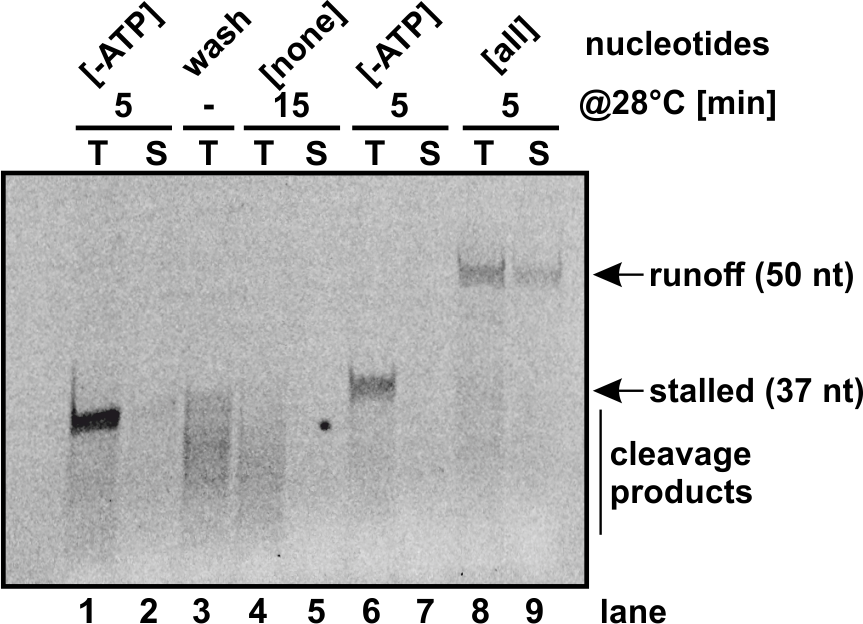 [-ATP] wash [none] [-ATP] [all] nucleotides
5 - 15 5 5 @28°C [min]
T S T T S T S T S
runoff (50 nt)
stalled (37 nt)
cleavage
products
1 2 3 4 5 6 7 8 9 lane